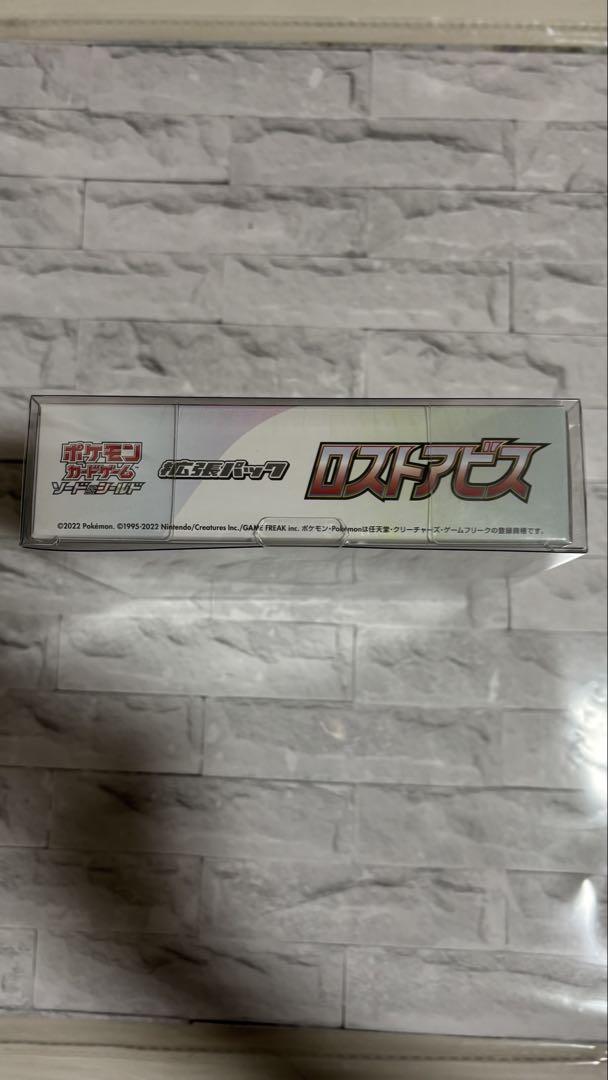 ポケモン
カードゲーム
ソード&シールド
拡張パック
ロストアビス
©2022 Pokémon. ©1995-2022 Nintendo/Creatures Inc./GAME FREAK inc. ポケモン・Pokémonは任天堂・クリーチャーズ・ゲームフリークの登録商標です。